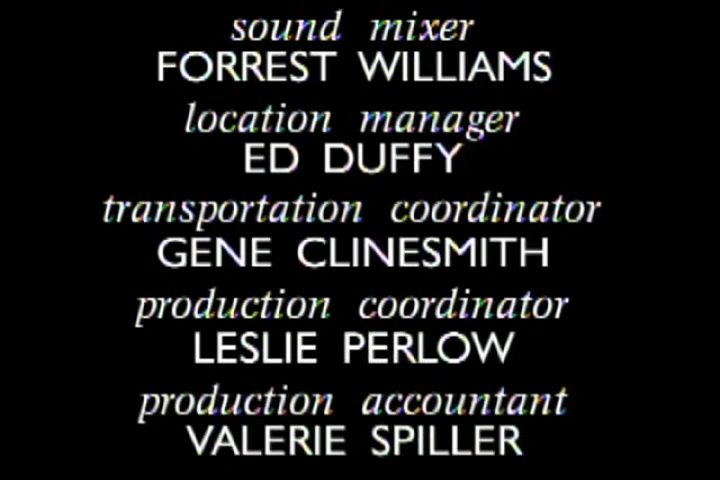 sound mixer
FORREST WILLIAMS
location manager
ED DUFFY
transportation coordinator
GENE CLINESMITH
production coordinator
LESLIE PERLOW
production accountant
VALERIE SPILLER